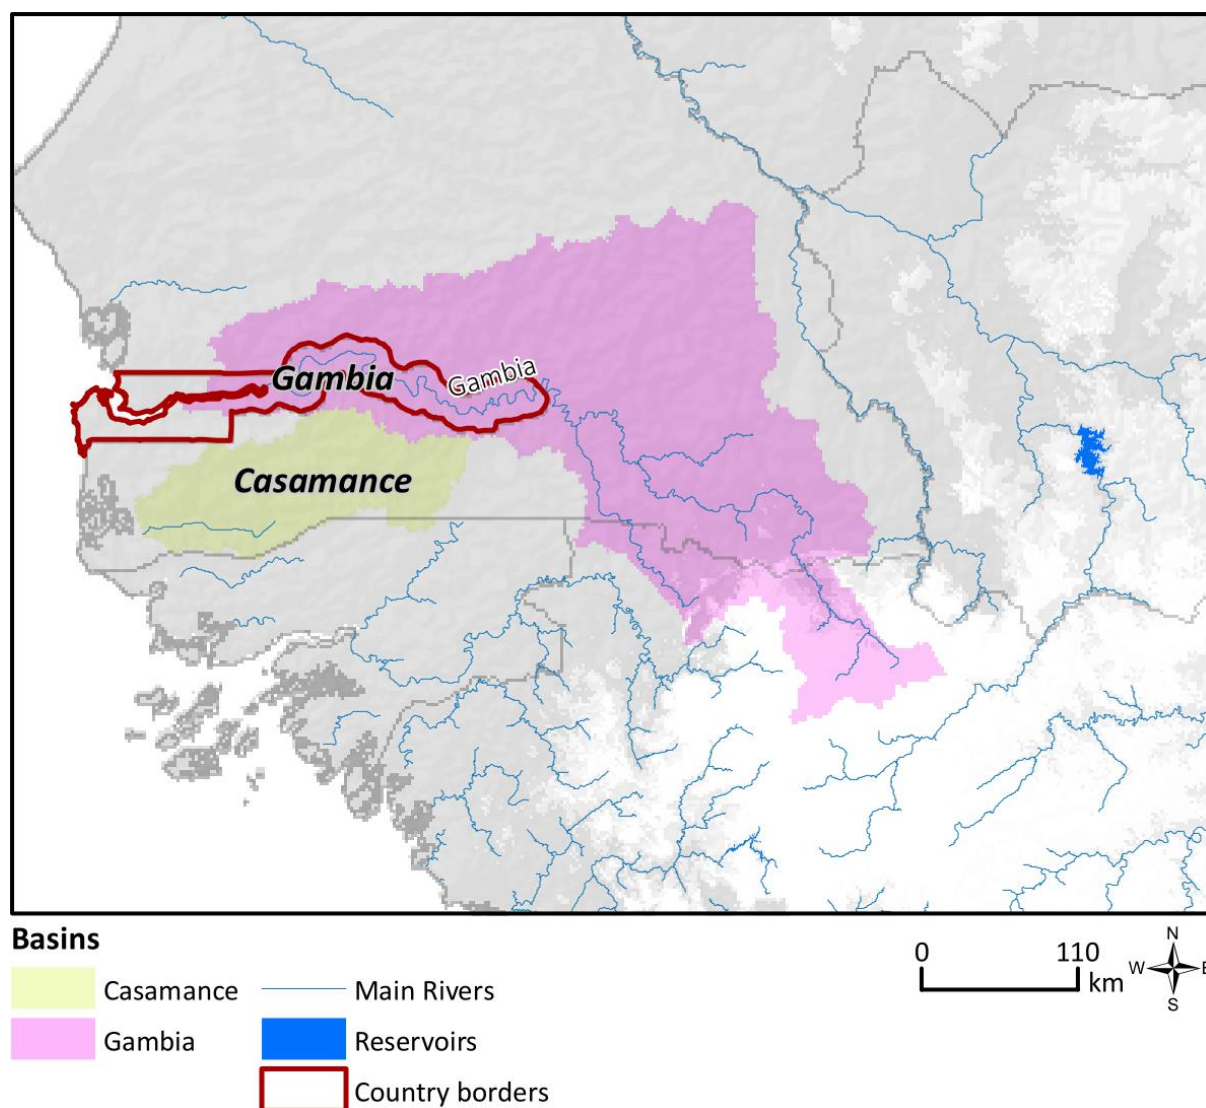 Gambia
Gambia
Casamance
Basins
Casamance
Gambia
Main Rivers
Reservoirs
Country borders
0 110
km
N
W E
S